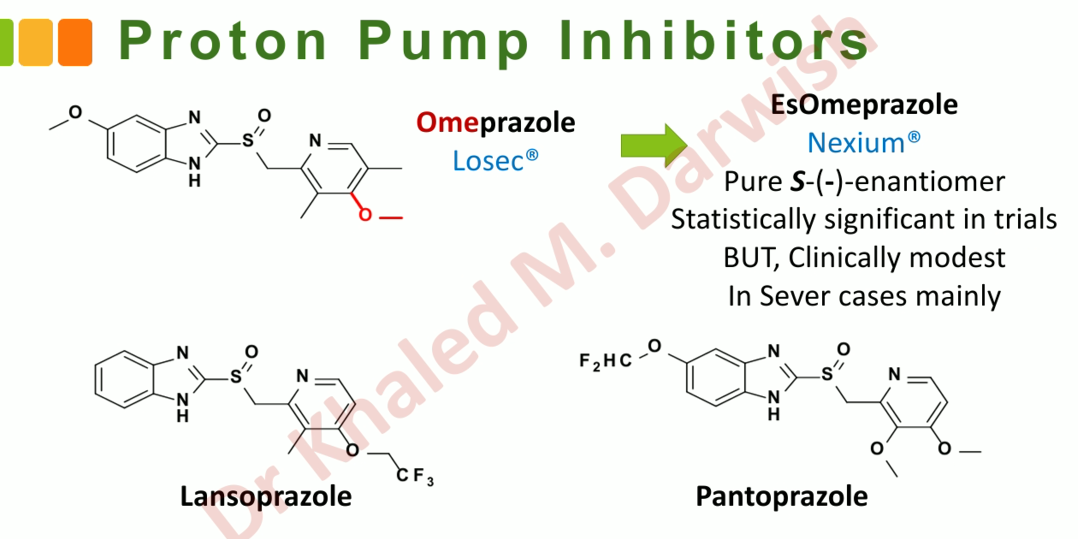 Proton Pump Inhibitors
O
N
N
H
S
O
N
O
Omeprazole
Losec®
EsOmeprazole
Nexium®
Pure S-(-)-enantiomer
Statistically significant in trials
BUT, Clinically modest
In Sever cases mainly
N
N
H
S
O
N
O
CF3
Lansoprazole
F2HC
O
N
N
H
S
O
N
O
O
Pantoprazole
Dr Khaled M. Darwish